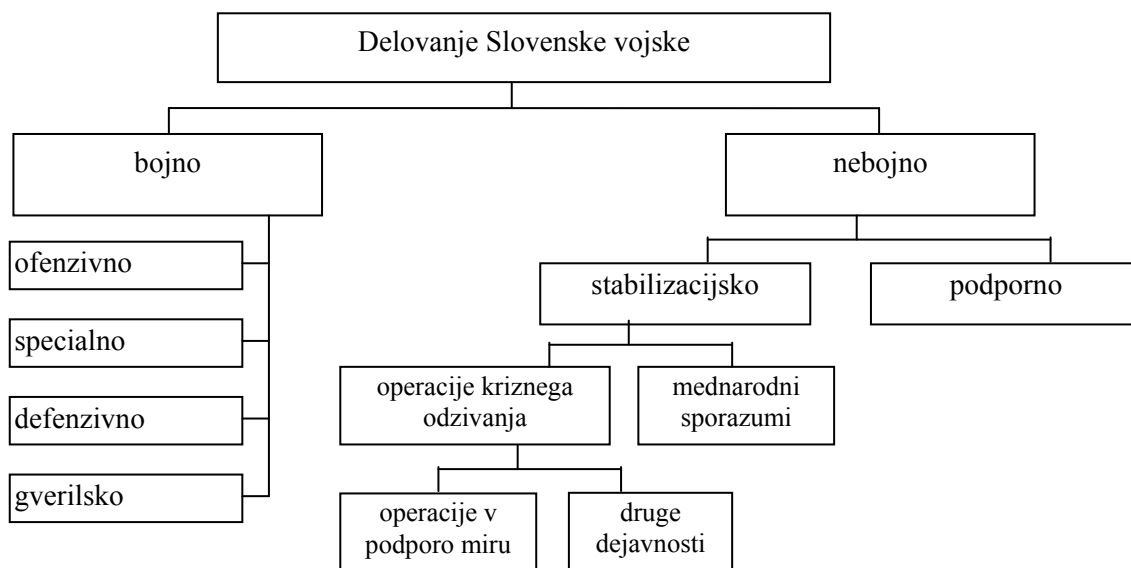 Delovanje Slovenske vojske
bojno
nebojno
ofenzivno
specialno
defenzivno
gverilsko
stabilizacijsko
podporno
operacije kriznega
odzivanja
mednarodni
sporazumi
operacije v
podporo miru
druge
dejavnosti